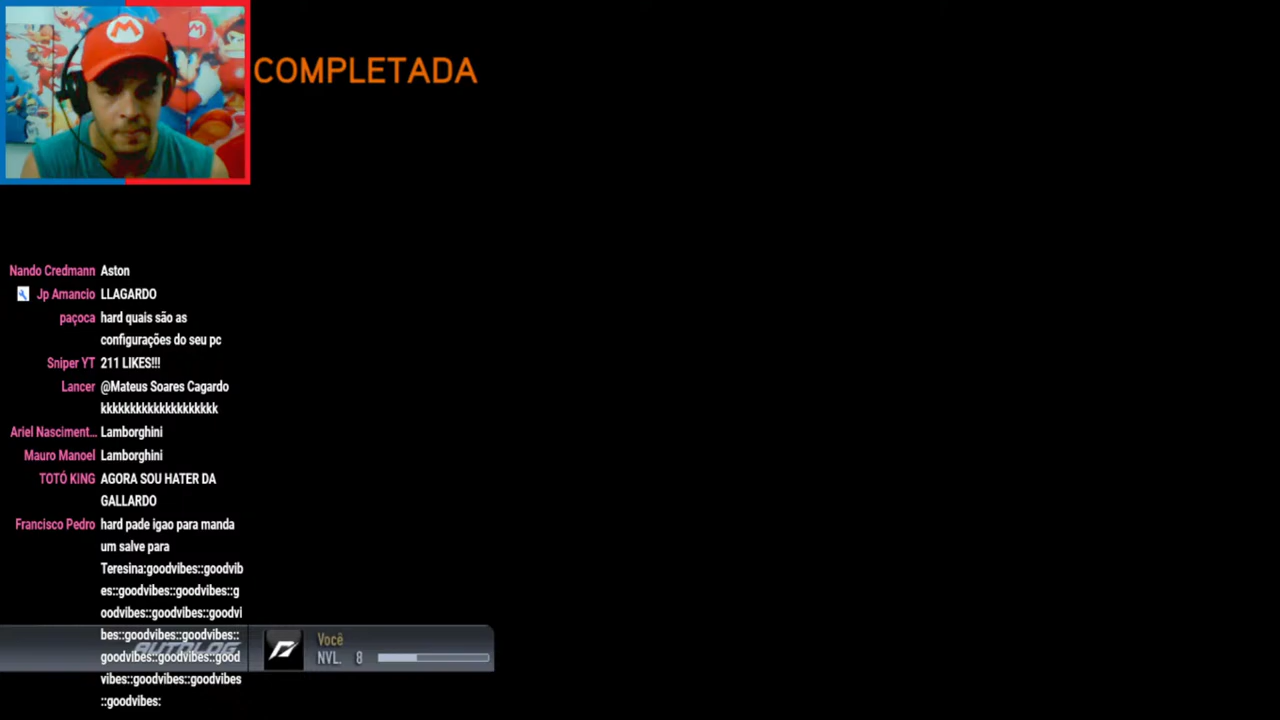 M
COMPLETADA
Nando Credmann Aston
Jp Amancio LLAGARDO
paçoca hard quais são as
configurações do seu pc
Sniper YT 211 LIKES!!!
Lancer @Mateus Soares Cagardo
kkkkkkkkkkkkkkkkkkkk
Ariel Nasciment... Lamborghini
Mauro Manoel Lamborghini
TOTÓ KING AGORA SOU HATER DA
GALLARDO
Francisco Pedro hard pade igao para manda
um salve para
Teresina:goodvibes::goodvib
es::goodvibes::goodvibes::g
oodvibes::goodvibes::goodvi
bes::goodvibes::goodvibes::
goodvibes::goodvibes::good
vibes::goodvibes::goodvibes
::goodvibes:
AUTOLOG
Você
NVL. 8